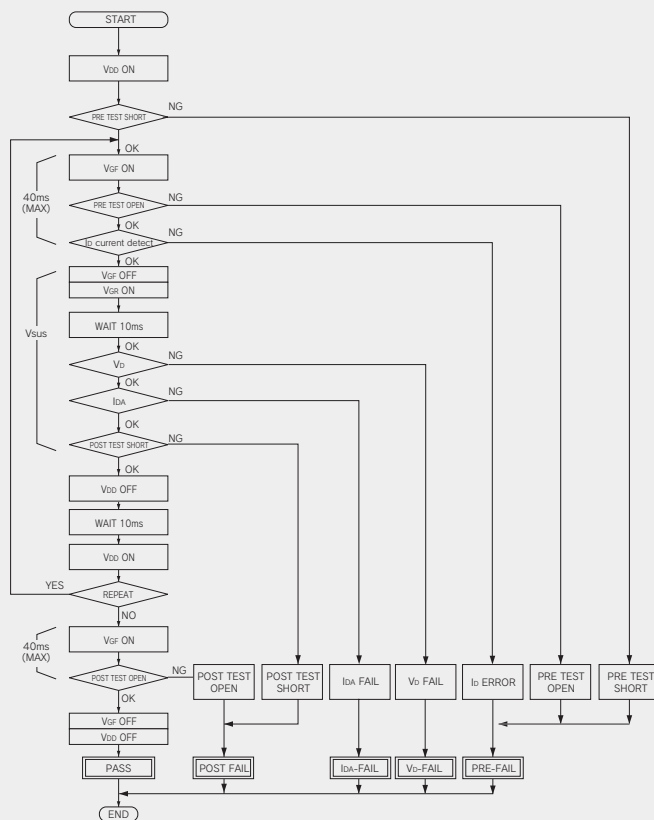 START
VDD ON
PRE TEST SHORT
NG
OK
VGF ON
40ms
(MAX)
PRE TEST OPEN
NG
OK
ID current detect
NG
OK
VGF OFF
VGR ON
Vsus
WAIT 10ms
OK
VD
NG
OK
IDA
NG
OK
POST TEST SHORT
NG
OK
VDD OFF
WAIT 10ms
VDD ON
YES
REPEAT
NO
VGF ON
40ms
(MAX)
POST TEST OPEN
NG
OK
POST TEST
OPEN
POST TEST
SHORT
IDA FAIL
VD FAIL
ID ERROR
PRE TEST
OPEN
PRE TEST
SHORT
VGF OFF
VDD OFF
PASS
POST FAIL
IDA-FAIL
VD-FAIL
PRE-FAIL
END